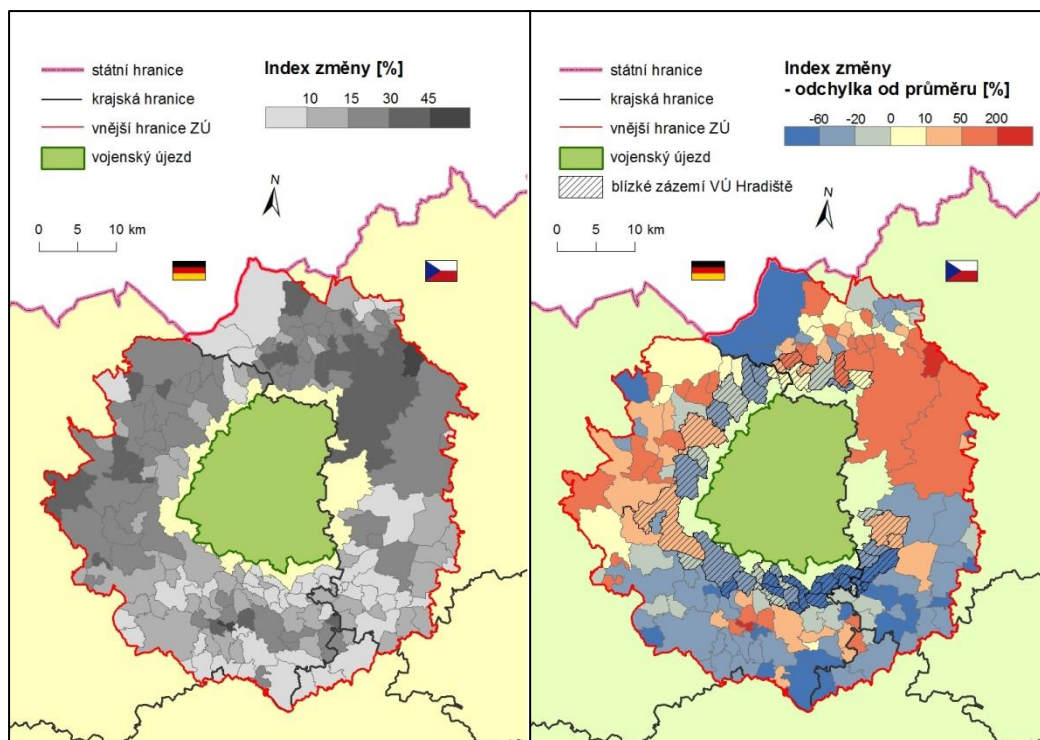 státní hranice
krajská hranice
vnější hranice ZÚ
vojenský újezd
Index změny [%]
10 15 30 45
N
0 5 10 km
státní hranice
krajská hranice
vnější hranice ZÚ
vojenský újezd
blízké zázemí VÚ Hradiště
Index změny
- odchylka od průměru [%]
-60 -20 0 10 50 200
N
0 5 10 km